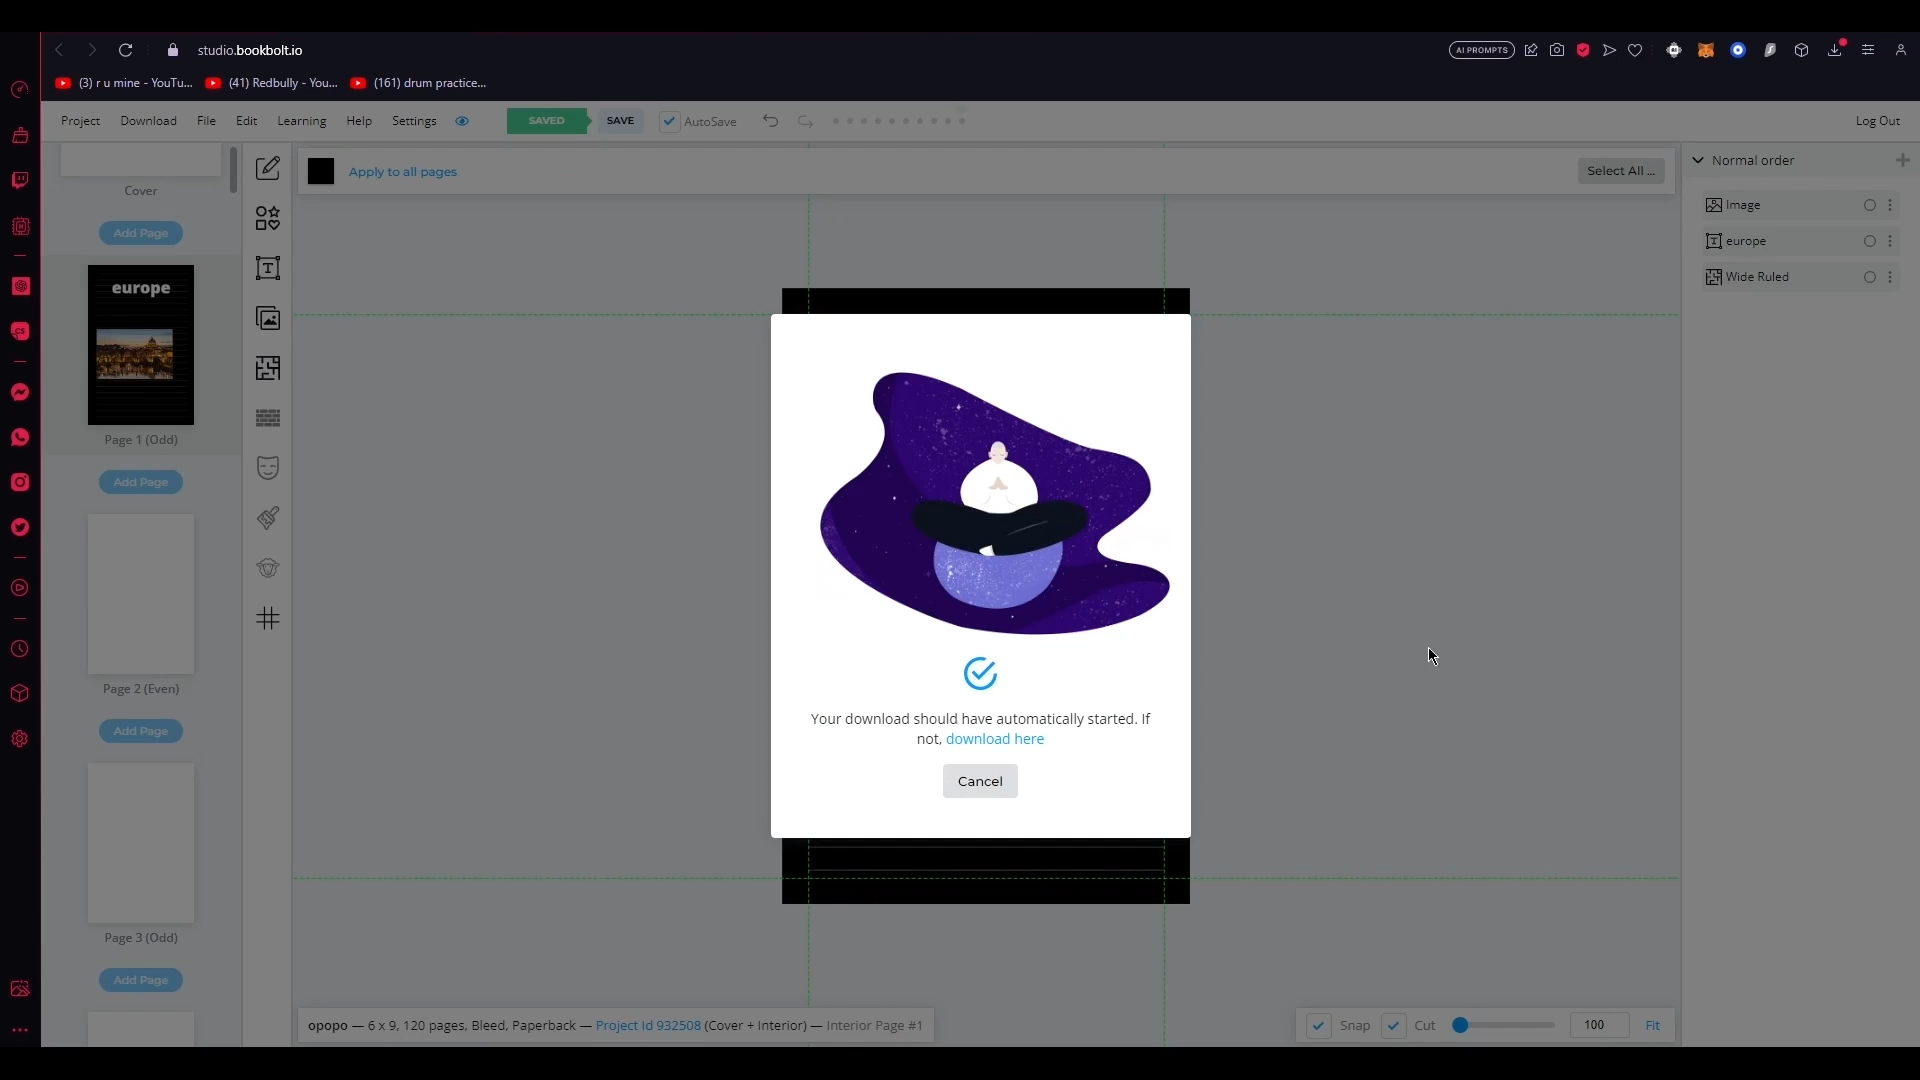 AI PROMPTS
studio.bookbolt.io
(3) r u mine - YouTu...
(41) Redbully - You...
(161) drum practice...
Project
Download
File
Edit
Learning
Help
Settings
SAVED
SAVE
AutoSave
Log Out
Cover
Add Page
europe
Page 1 (Odd)
Add Page
Page 2 (Even)
Add Page
Page 3 (Odd)
Add Page
Apply to all pages
Select All ...
Normal order
Image
europe
Wide Ruled
Your download should have automatically started. If
not, download here
Cancel
opopo — 6 x 9, 120 pages, Bleed, Paperback — Project Id 932508 (Cover + Interior) — Interior Page #1
Snap
Cut
100
Fit